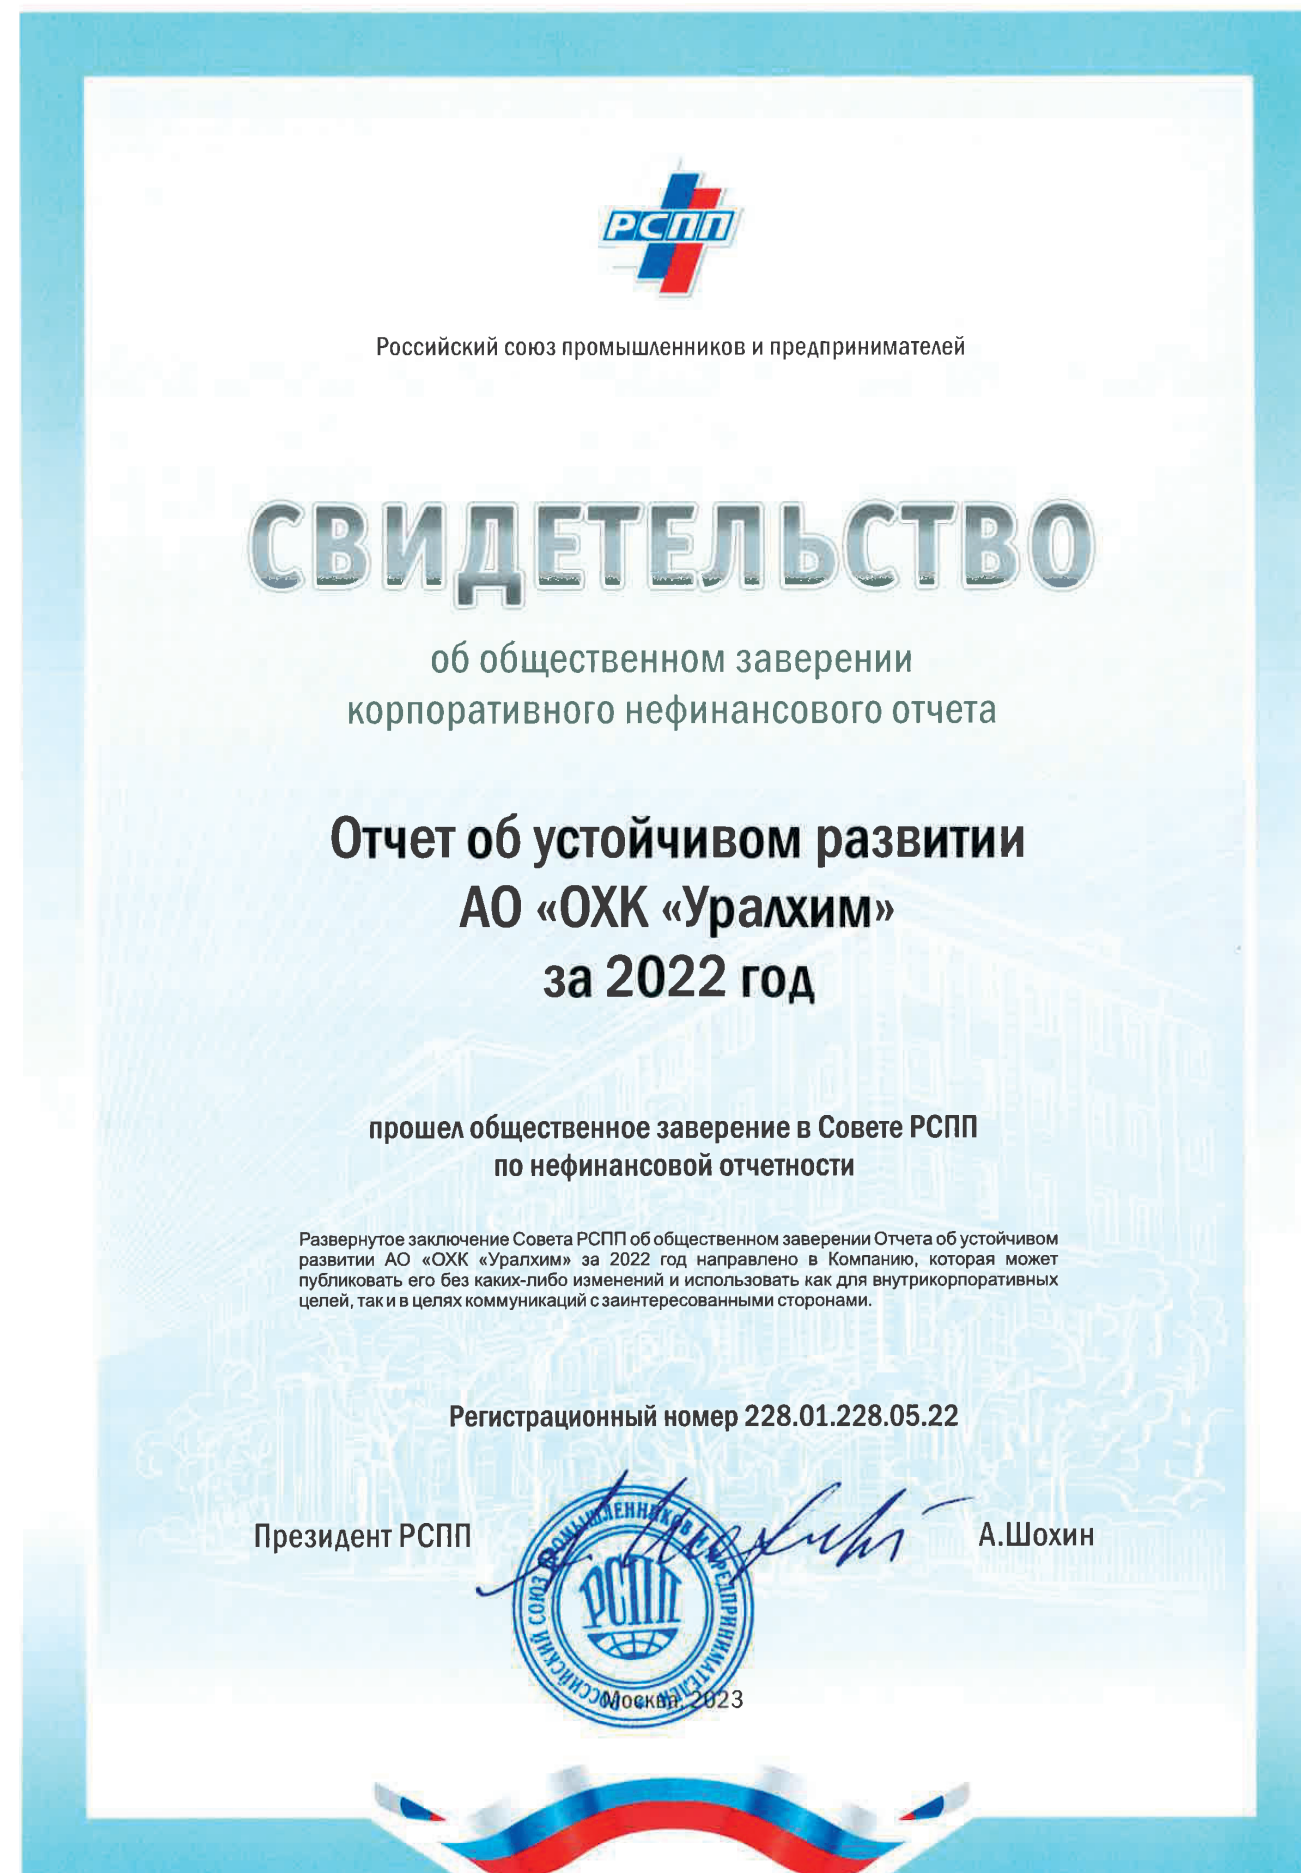 РСПП
Российский союз промышленников и предпринимателей
СВИДЕТЕЛЬСТВО
об общественном заверении
корпоративного нефинансового отчета
Отчет об устойчивом развитии
АО «ОХК «Уралхим»
за 2022 год
прошел общественное заверение в Совете РСПП
по нефинансовой отчетности
Развернутое заключение Совета РСПП об общественном заверении Отчета об устойчивом
развитии АО «ОХК «Уралхим» за 2022 год направлено в Компанию, которая может
публиковать его без каких-либо изменений и использовать как для внутрикорпоративных
целей, так и в целях коммуникаций с заинтересованными сторонами.
Регистрационный номер 228.01.228.05.22
Президент РСПП
А.Шохин
РОССИЙСКИЙ СОЮЗ ПРОМЫШЛЕННИКОВ И ПРЕДПРИНИМАТЕЛЕЙ
РСПП
Москва, 2023